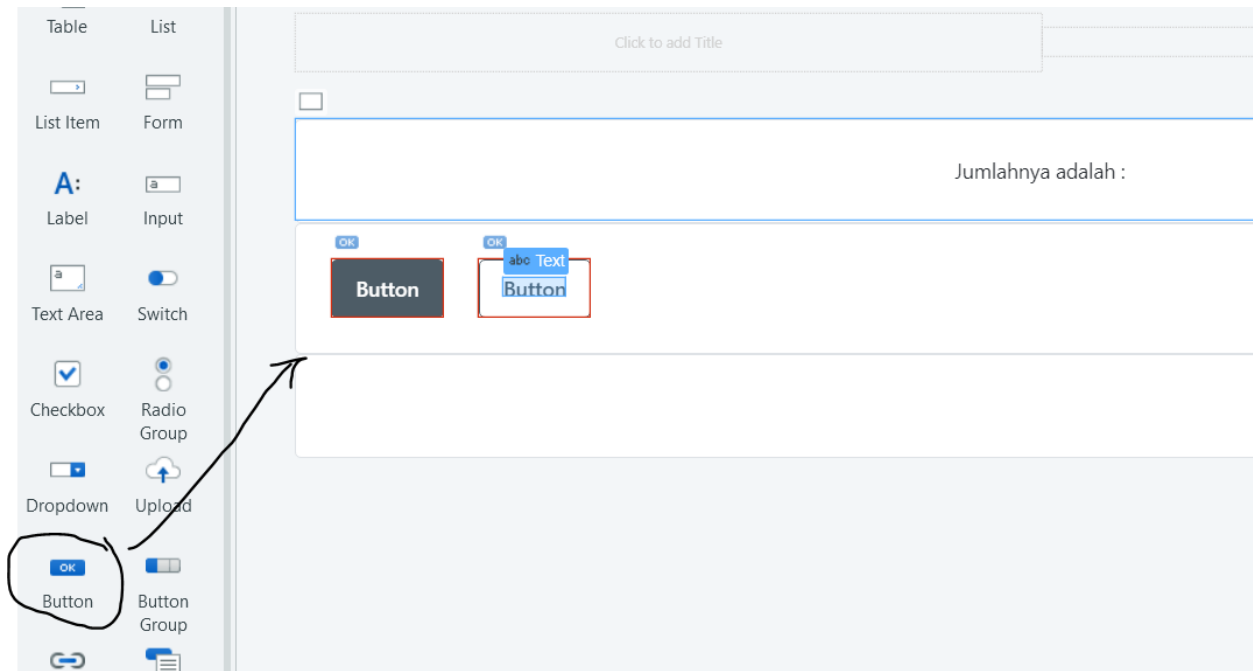 Table
List
Click to add Title
List Item
Form
Jumlahnya adalah :
A:
a
Label
Input
OK
OK
abc Text
Button
Button
a
Text Area
Switch
Checkbox
Radio
Group
Dropdown
Upload
OK
Button
Button
Group